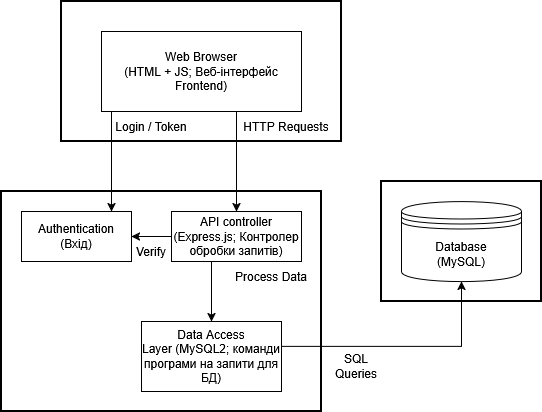 Web Browser
(HTML + JS; Веб-інтерфейс
Frontend)
Login / Token
HTTP Requests
Authentication
(Вхід)
Verify
API controller
(Express.js; Контролер
обробки запитів)
Process Data
Database
(MySQL)
Data Access
Layer (MySQL2; команди
програми на запити для
БД)
SQL
Queries